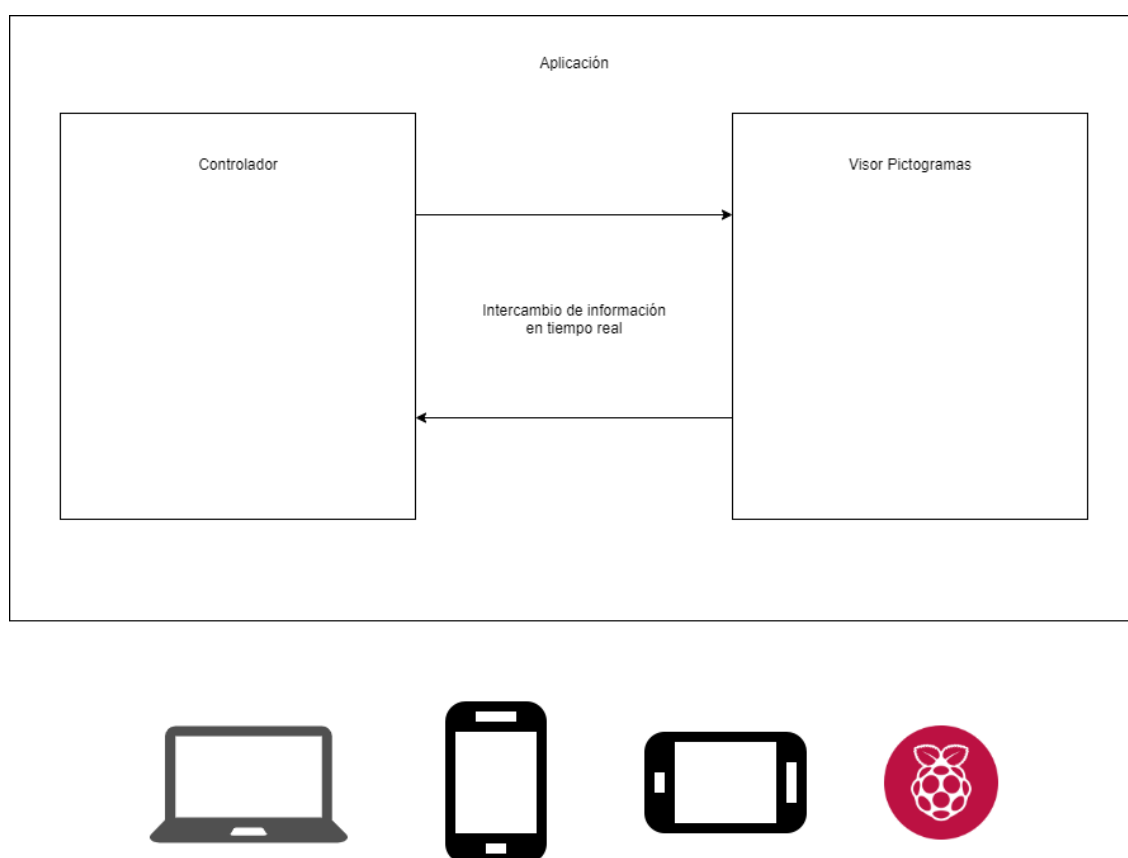 Aplicación
Controlador
Visor Pictogramas
Intercambio de información
en tiempo real